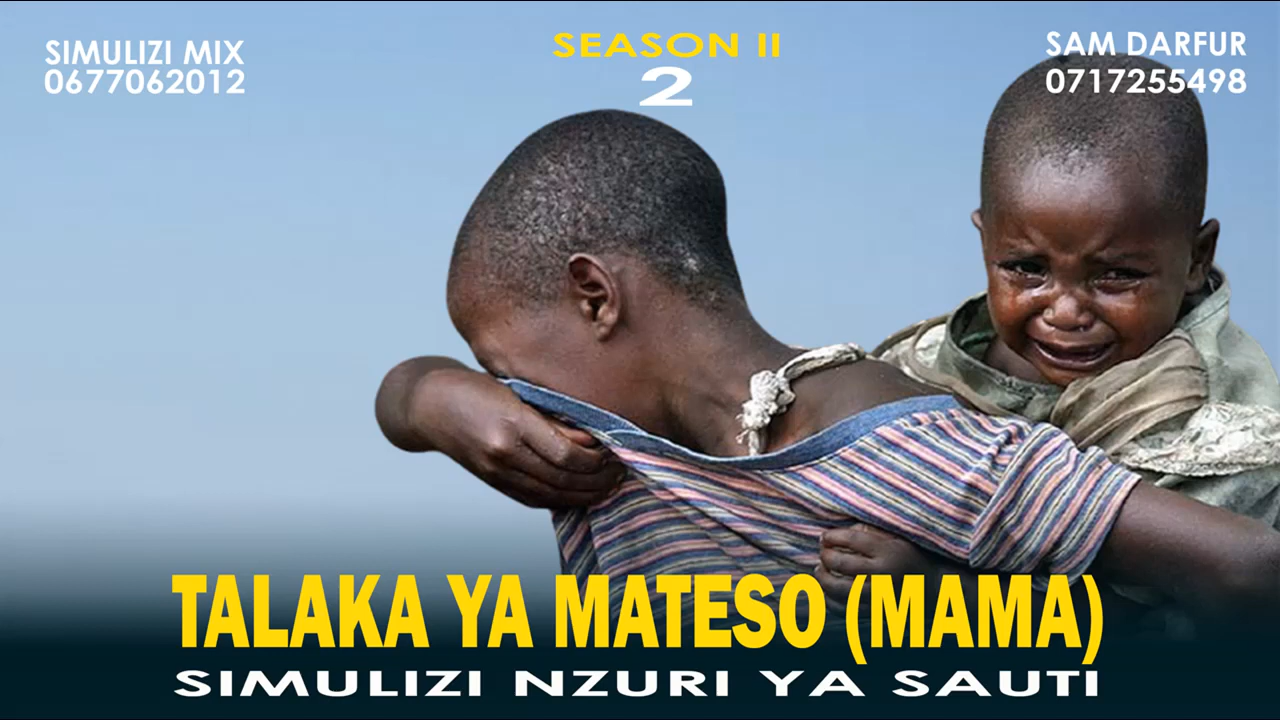 SIMULIZI MIX
0677062012
SEASON II
2
SAM DARFUR
0717255498
TALAKA YA MATESO (MAMA)
SIMULIZI NZURI YA SAUTI